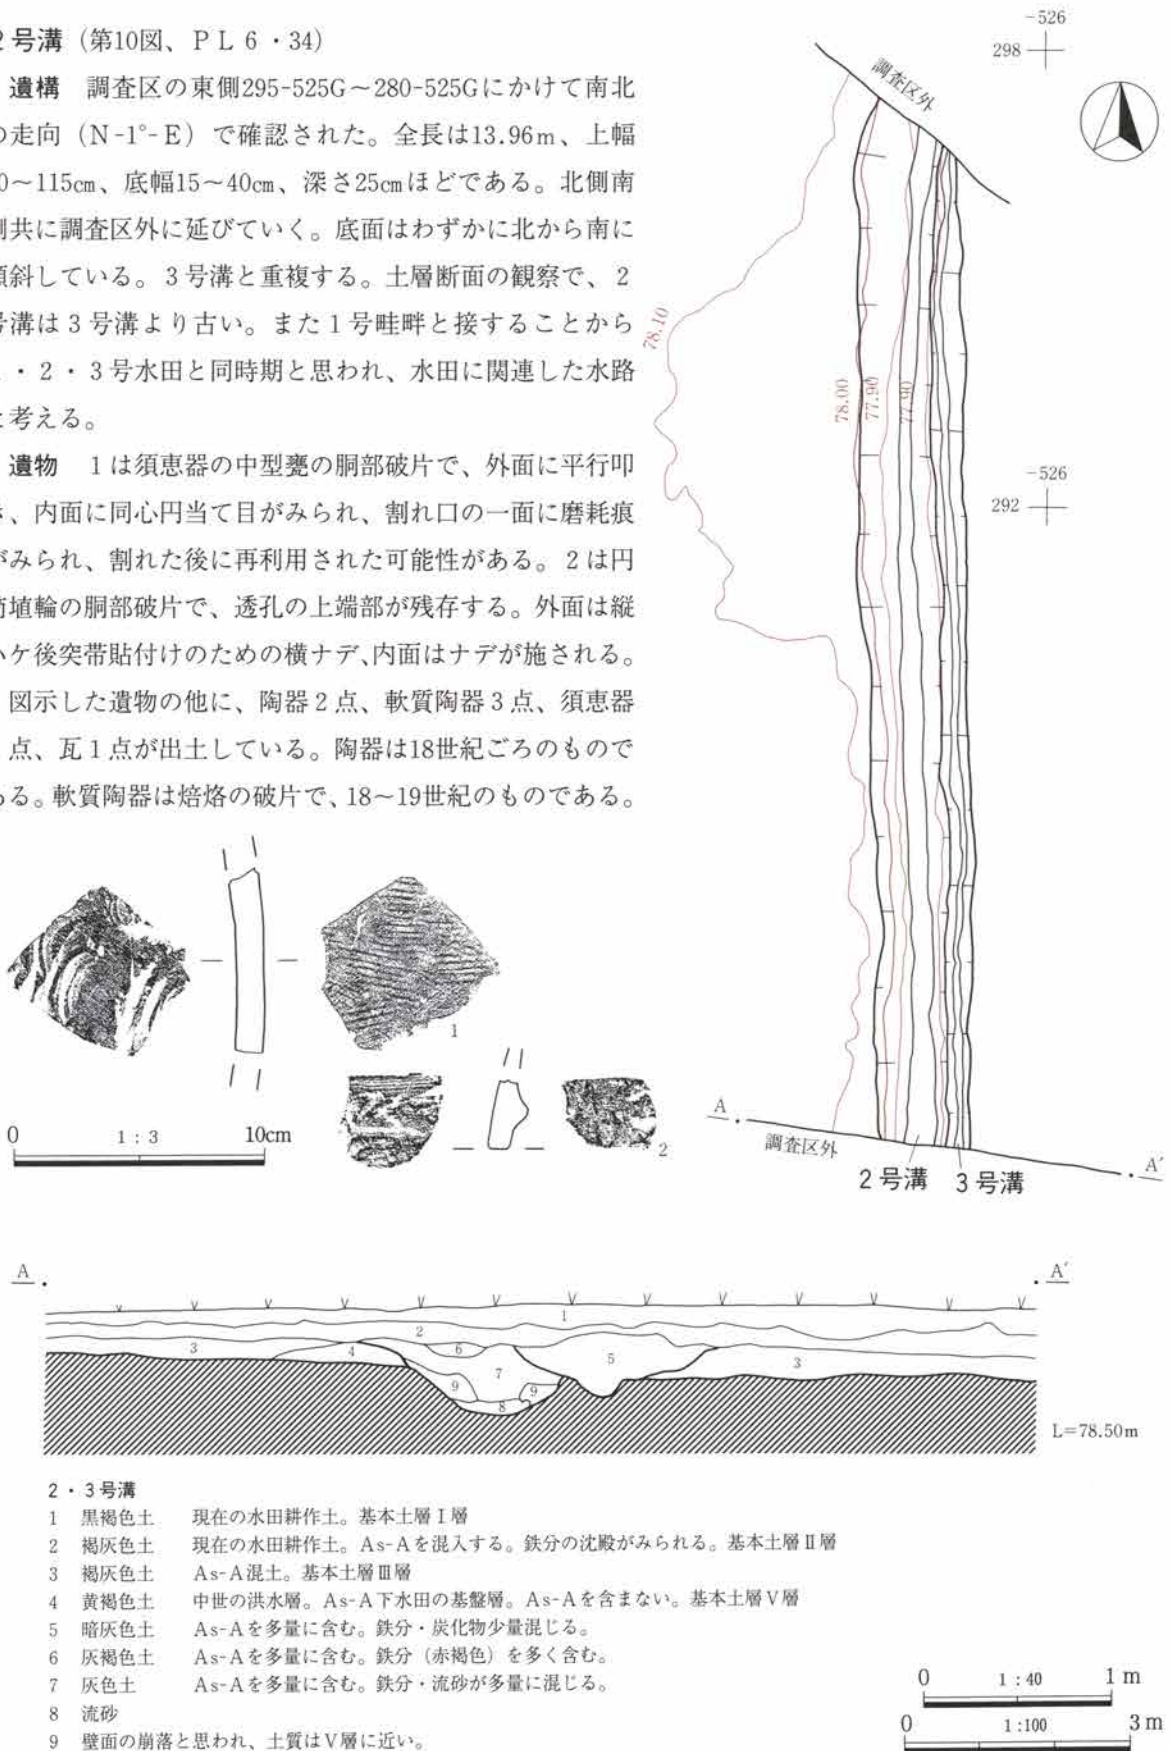 ２号溝（第10図、ＰＬ６・34）
遺構　調査区の東側295-525G～280-525Gにかけて南北
の走向（N-1°-E）で確認された。全長は13.96ｍ、上幅
0～115㎝、底幅15～40㎝、深さ25㎝ほどである。北側南
側共に調査区外に延びていく。底面はわずかに北から南に
傾斜している。３号溝と重複する。土層断面の観察で、２
号溝は３号溝より古い。また１号畦畔と接することから
・２・３号水田と同時期と思われ、水田に関連した水路
と考える。
遺物　１は須恵器の中型甕の胴部破片で、外面に平行叩
き、内面に同心円当て目がみられ、割れ口の一面に磨耗痕
がみられ、割れた後に再利用された可能性がある。２は円
筒埴輪の胴部破片で、透孔の上端部が残存する。外面は縦
ハケ後突帯貼付けのための横ナデ、内面はナデが施される。
図示した遺物の他に、陶器２点、軟質陶器３点、須恵器
点、瓦１点が出土している。陶器は18世紀ごろのもので
ある。軟質陶器は焙烙の破片で、18～19世紀のものである。
-526
298
調査区外
78.10
78.00
77.90
77.90
-526
292
1
2
0
1：3
10cm
A
調査区外
A′
２号溝
３号溝
A
A′
1
2
3
4
6
5
3
7
9
9
8
L=78.50m
２・３号溝
1　黒褐色土　現在の水田耕作土。基本土層Ⅰ層
2　褐灰色土　現在の水田耕作土。As-Aを混入する。鉄分の沈殿がみられる。基本土層Ⅱ層
3　褐灰色土　As-A混土。基本土層Ⅲ層
4　黄褐色土　中世の洪水層。As-A下水田の基盤層。As-Aを含まない。基本土層Ⅴ層
5　暗灰色土　As-Aを多量に含む。鉄分・炭化物少量混じる。
6　灰褐色土　As-Aを多量に含む。鉄分（赤褐色）を多く含む。
7　灰色土　As-Aを多量に含む。鉄分・流砂が多量に混じる。
8　流砂
9　壁面の崩落と思われ、土質はⅤ層に近い。
0
1：40
1 m
0
1：100
3 m